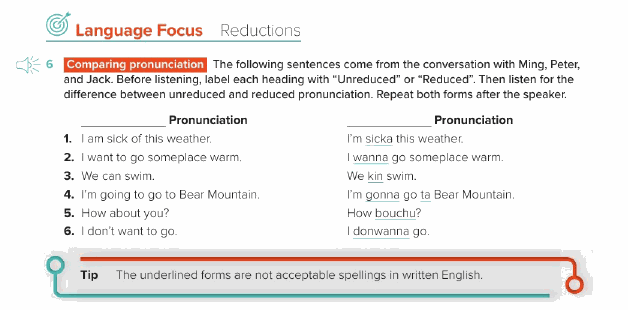 Language Focus Reductions
6 Comparing pronunciation The following sentences come from the conversation with Ming, Peter,
and Jack. Before listening, label each heading with “Unreduced” or “Reduced”. Then listen for the
difference between unreduced and reduced pronunciation. Repeat both forms after the speaker.
____________ Pronunciation ____________ Pronunciation
1. I am sick of this weather. I’m sicka this weather.
2. I want to go someplace warm. I wanna go someplace warm.
3. We can swim. We kin swim.
4. I’m going to go to Bear Mountain. I’m gonna go ta Bear Mountain.
5. How about you? How bouchu?
6. I don’t want to go. I donwanna go.
Tip The underlined forms are not acceptable spellings in written English.